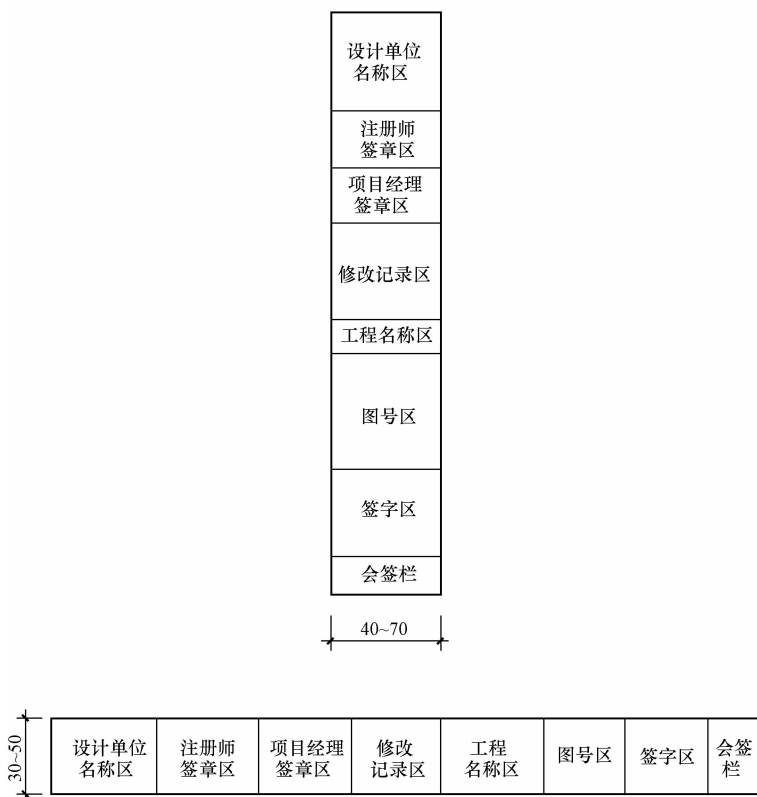 设计单位
名称区
注册师
签章区
项目经理
签章区
修改记录区
工程名称区
图号区
签字区
会签栏
40~70
30~50
设计单位
名称区
注册师
签章区
项目经理
签章区
修改
记录区
工程
名称区
图号区
签字区
会签
栏